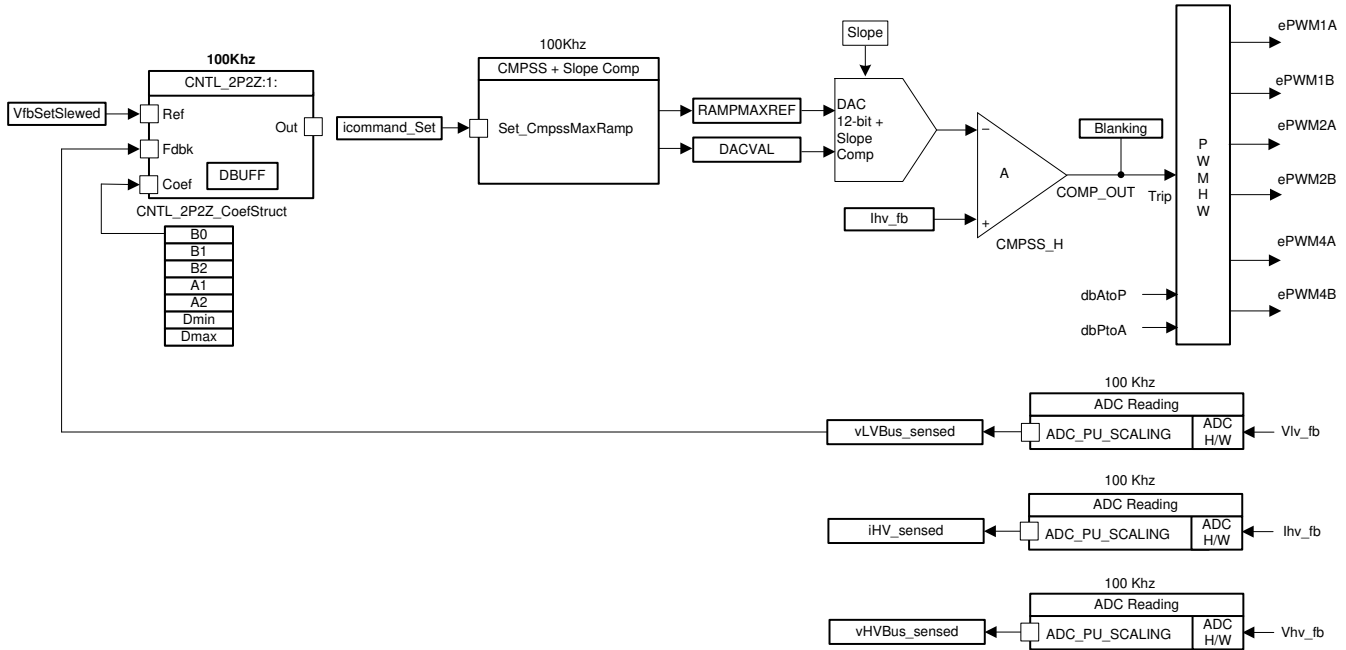 100Khz
CNTL_2P2Z:1:
VfbSetSlewed
Ref
Out
Fdbk
DBUFF
Coef
CNTL_2P2Z_CoefStruct
B0
B1
B2
A1
A2
Dmin
Dmax
icommand_Set
100Khz
CMPSS + Slope Comp
Set_CmpssMaxRamp
RAMPMAXREF
DACVAL
Slope
DAC
12-bit +
Slope
Comp
Ihv_fb
−
A
+
CMPSS_H
Blanking
COMP_OUT
Trip
dbAtoP
dbPtoA
P
W
M
H
W
ePWM1A
ePWM1B
ePWM2A
ePWM2B
ePWM4A
ePWM4B
100 Khz
ADC Reading
vLVBus_sensed
ADC_PU_SCALING
ADC
H/W
Vlv_fb
100 Khz
ADC Reading
iHV_sensed
ADC_PU_SCALING
ADC
H/W
Ihv_fb
100 Khz
ADC Reading
vHVBus_sensed
ADC_PU_SCALING
ADC
H/W
Vhv_fb